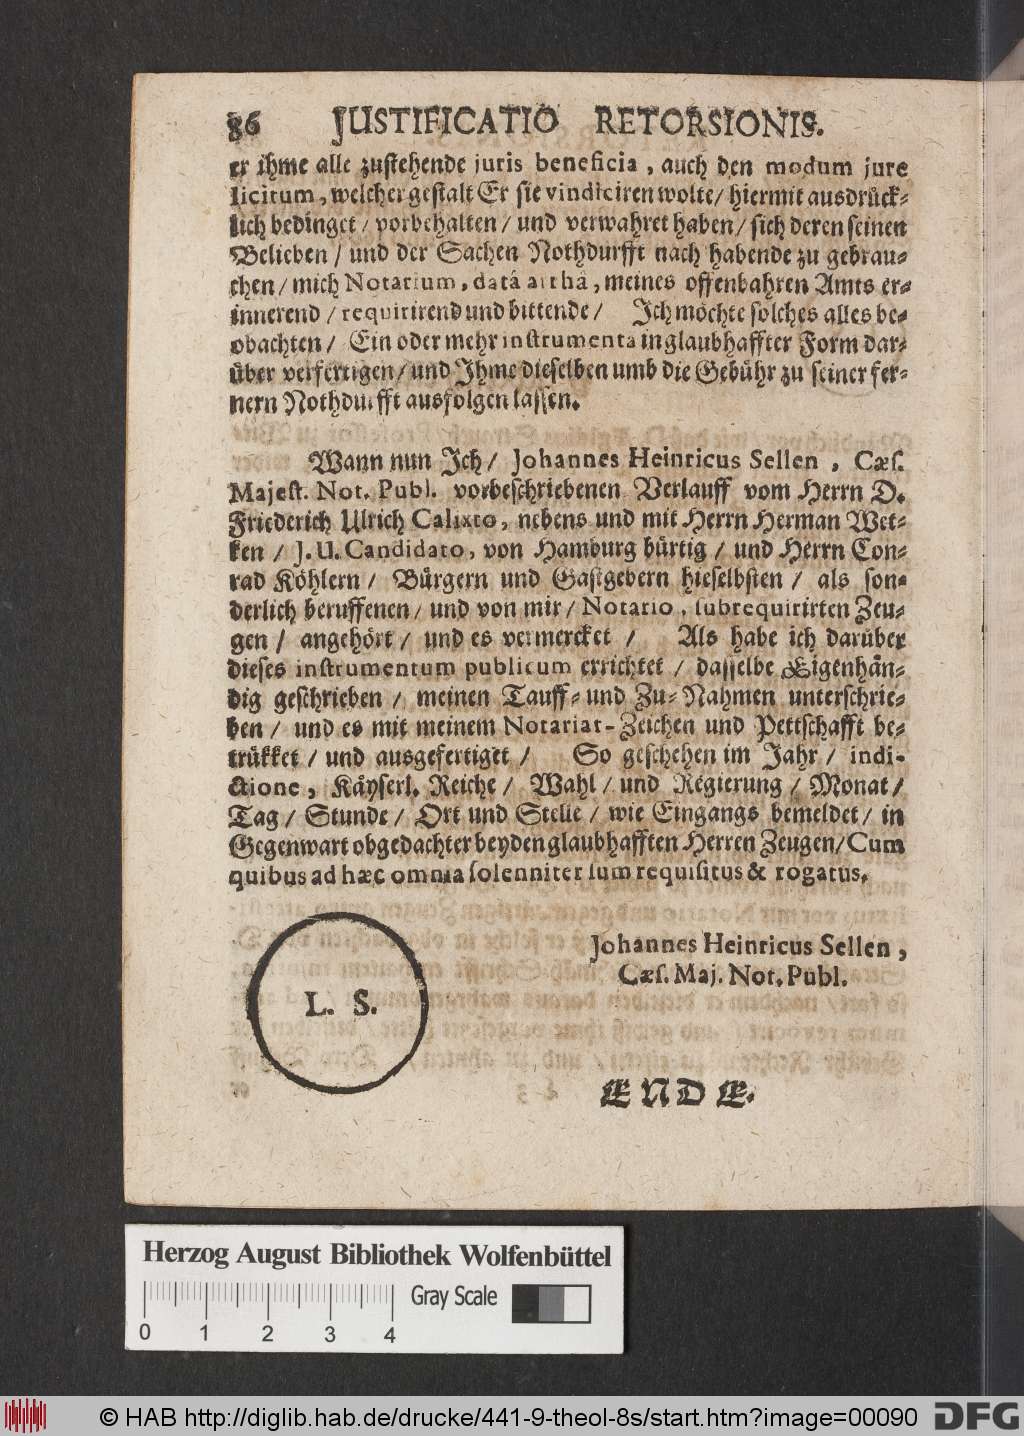 86 JUSTIFICATIO RETORSIONIS.
er ihme alle zustehende juris beneficia, auch den modum jure
licitum, welcher gestalt Er sie vindiciren wolte/ hiermit ausdrück-
lich bedinget/ vorbehalten/ und verwahret haben/ sich deren seinen
Belieben/ und der Sachen Nothdurfft nach habende zu gebrau-
chen/ mich Notarium, datâ arrhâ, meines offenbahren Amts er-
innerend/ requirirend und bittende/ Ich möchte solches alles be-
obachten/ Ein oder mehr instrumenta in glaubhaffter Form dar-
über verfertigen/ und Ihme dieselben umb die Gebühr zu seiner fer-
nern Nothdurfft ausfolgen lassen.
Wann nun Ich/ Johannes Heinricus Sellen, Cæs.
Majest. Not. Publ. vorbeschriebenen Verlauff vom Herrn D.
Friederich Ulrich Calixto, nebens und mit Herrn Herman Wet-
ken/ J. U. Candidato, von Hamburg bürtig/ und Herrn Con-
rad Köhlern/ Bürgern und Gastgebern hieselbsten/ als son-
derlich beruffenen/ und von mir/ Notario, subrequirirten Zeu-
gen/ angehört/ und es vermercket/ Als habe ich darüber
dieses instrumentum publicum errichtet/ dasselbe Eigenhän-
dig geschrieben/ meinen Tauff- und Zu-Nahmen unterschrie-
ben/ und es mit meinem Notariat-Zeichen und Pettschafft be-
trükket/ und ausgefertiget/ So geschehen im Jahr/ indi-
ctione, Käyserl. Reiche/ Wahl/ und Regierung/ Monat/
Tag/ Stunde/ Ort und Stelle/ wie Eingangs bemeldet/ in
Gegenwart obgedachter beyden glaubhafften Herren Zeugen/ Cum
quibus ad hæc omnia solenniter sum requisitus & rogatus.
Johannes Heinricus Sellen,
Cæs. Maj. Not. Publ.
L. S.
ENDE.
Herzog August Bibliothek Wolfenbüttel
Gray Scale
0 1 2 3 4
© HAB http://diglib.hab.de/drucke/441-9-theol-8s/start.htm?image=00090
DFG